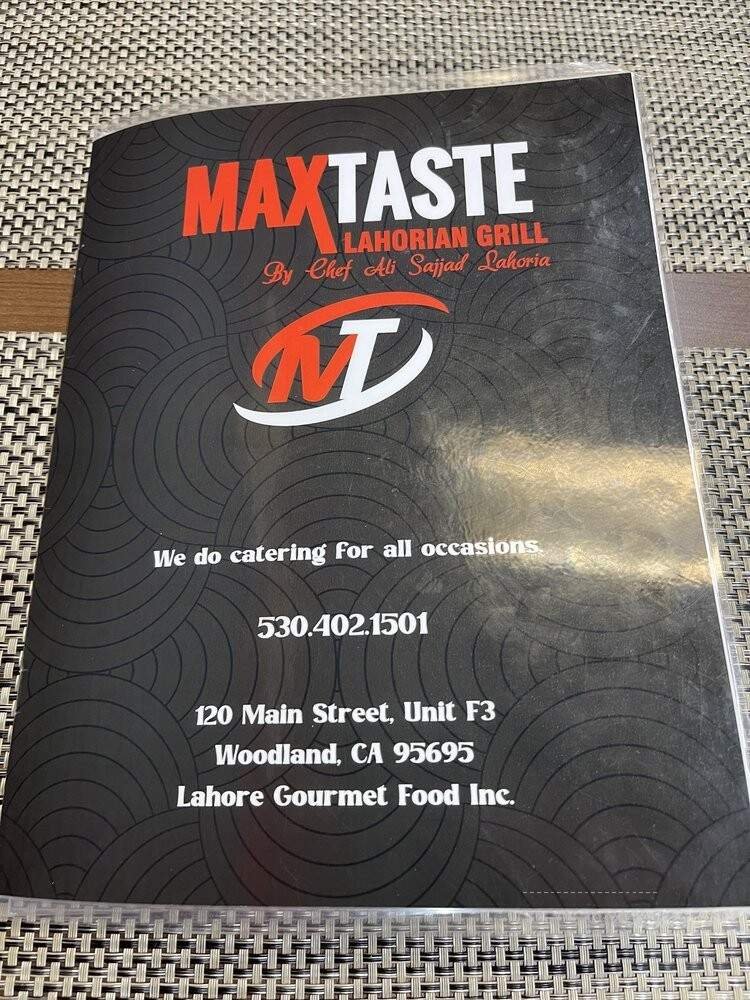 MAXTASTE
LAHORIAN GRILL
By Chef Ali Sajjad Lahoria
MT
We do catering for all occasions.
530.402.1501
120 Main Street, Unit F3
Woodland, CA 95695
Lahore Gourmet Food Inc.